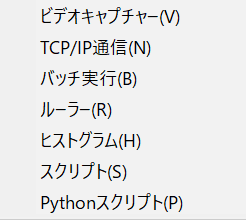 ビデオキャプチャー(V)
TCP/IP通信(N)
バッチ実行(B)
ルーラー(R)
ヒストグラム(H)
スクリプト(S)
Pythonスクリプト(P)